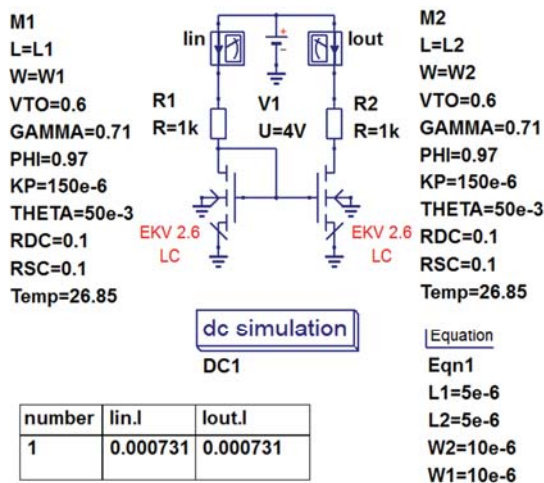 M1
L=L1
W=W1
VTO=0.6
GAMMA=0.71
PHI=0.97
KP=150e-6
THETA=50e-3
RDC=0.1
RSC=0.1
Temp=26.85
Iin
Iout
R1
R=1k
V1
U=4V
R2
R=1k
EKV 2.6
LC
EKV 2.6
LC
M2
L=L2
W=W2
VTO=0.6
GAMMA=0.71
PHI=0.97
KP=150e-6
THETA=50e-3
RDC=0.1
RSC=0.1
Temp=26.85
dc simulation
DC1
Equation
Eqn1
L1=5e-6
L2=5e-6
W2=10e-6
W1=10e-6
number Iin.I Iout.I
1 0.000731 0.000731